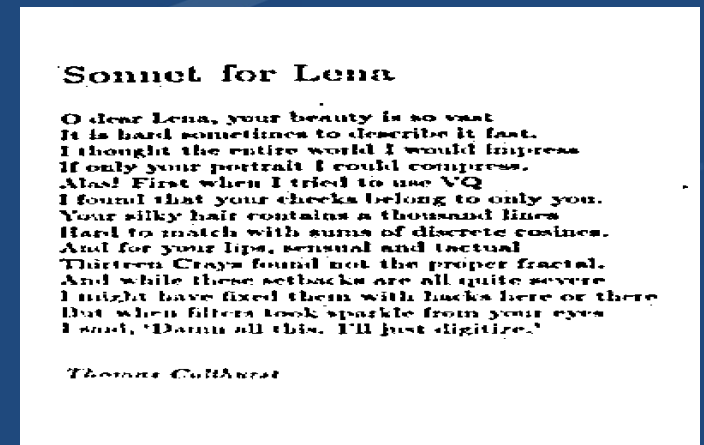 Sonnet for Lena
O dear Lena, your beauty is so vast
It is hard sometimes to describe it fast.
I thought the entire world I would impress
If only your portrait I could compress.
Alas! First when I tried to use VQ
I found that your cheeks belong to only you.
Your silky hair contains a thousand lines
Hard to match with sums of discrete cosines.
And for your lips, sensual and tactual
Thirteen Crays found not the proper fractal.
And while these setbacks are all quite severe
I might have fixed them with hacks here or there
But when filters took sparkle from your eyes
I said, 'Damn all this. I'll just digitize.'
Thomas Colthurst